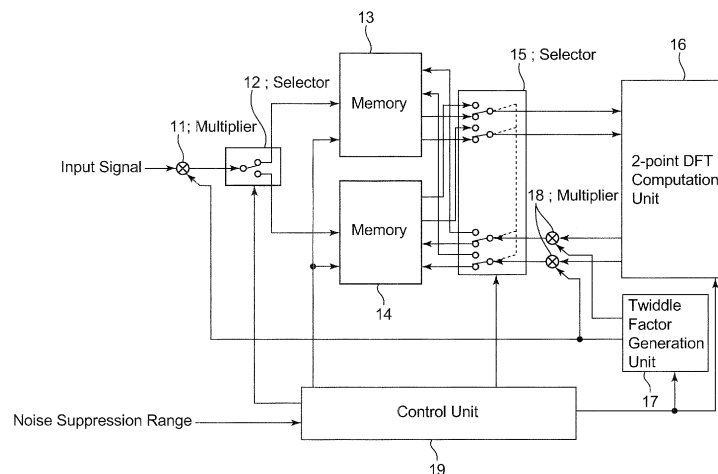 13
15 ; Selector
16
12 ; Selector
11 ; Multiplier
Memory
Input Signal
2-point DFT
Computation
Unit
18 ; Multiplier
Memory
14
Twiddle
Factor
Generation
Unit
17
Control Unit
Noise Suppression Range
19